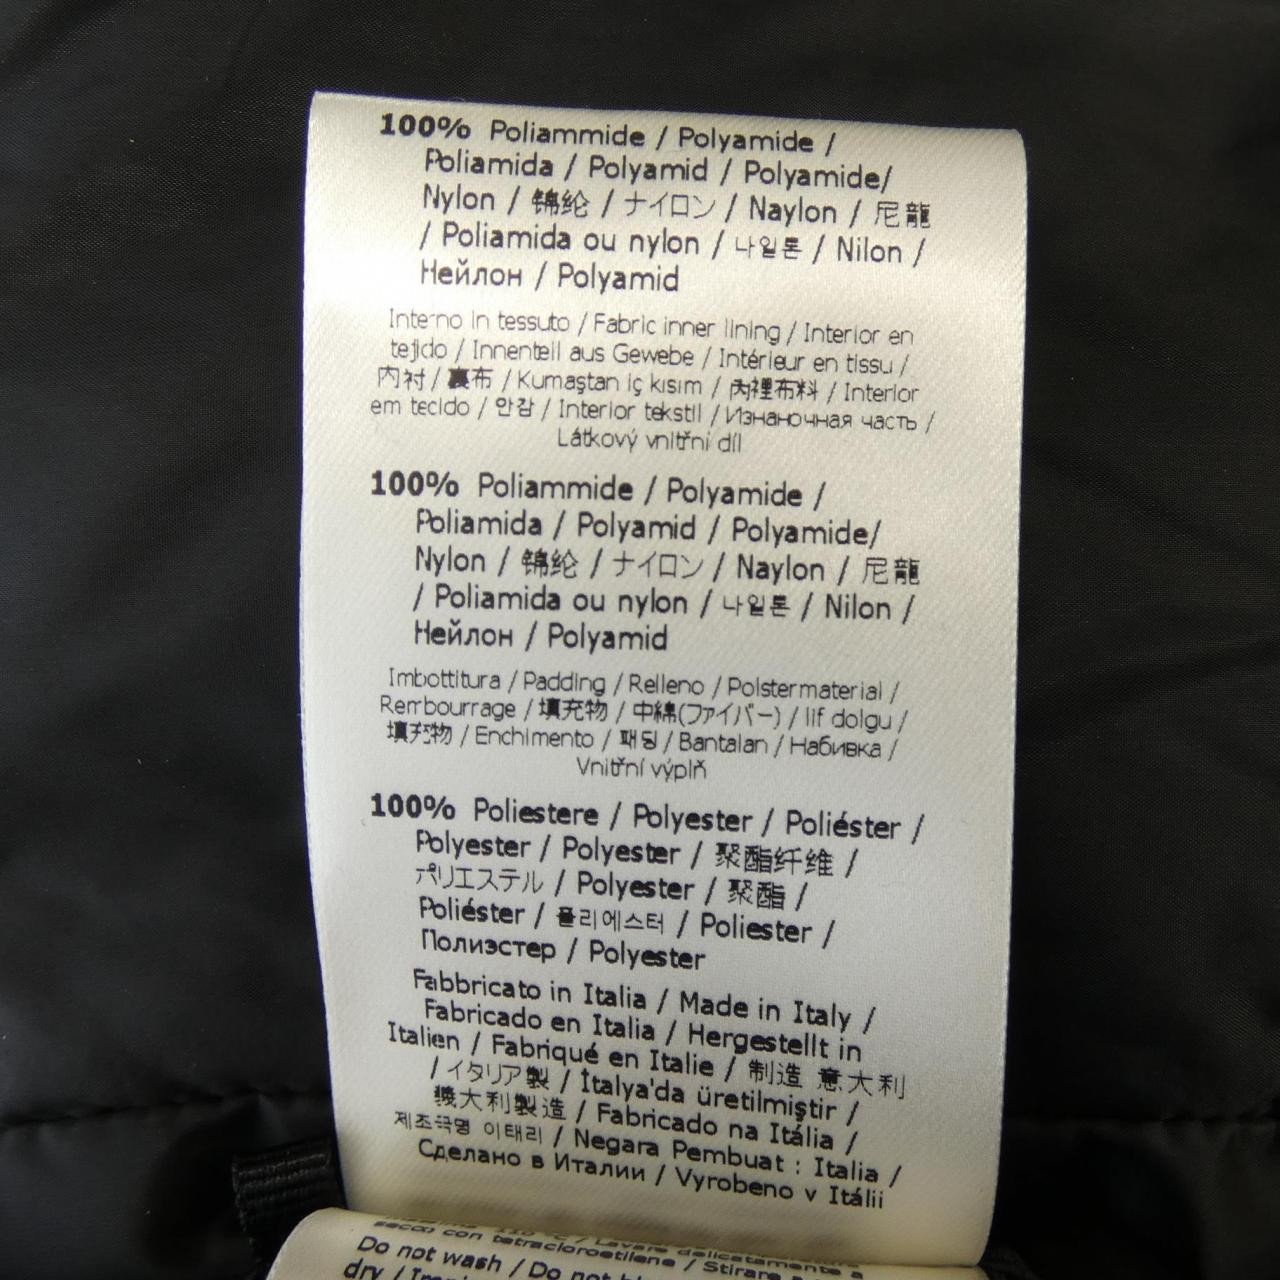 100% Poliammide / Polyamide /
Poliamida / Polyamid / Polyamide/
Nylon / 锦纶 / ナイロン / Naylon / 尼龍
/ Poliamida ou nylon / 나일론 / Nilon /
Нейлон / Polyamid
Interno in tessuto / Fabric inner lining / Interior en
tejido / Innenteil aus Gewebe / Intérieur en tissu /
内衬 / 裏布 / Kumaştan iç kısım / 內裡布料 / Interior
em tecido / 안감 / Interior tekstil / Изнаночная часть /
Látkový vnitřní díl
100% Poliammide / Polyamide /
Poliamida / Polyamid / Polyamide/
Nylon / 锦纶 / ナイロン / Naylon / 尼龍
/ Poliamida ou nylon / 나일론 / Nilon /
Нейлон / Polyamid
Imbottitura / Padding / Relleno / Polstermaterial /
Rembourrage / 填充物 / 中綿(ファイバー) / lif dolgu /
填充物 / Enchimento / 패딩 / Bantalan / Набивка /
Vnitřní výplň
100% Poliestere / Polyester / Poliéster /
Polyester / Polyester / 聚酯纤维 /
ポリエステル / Polyester / 聚酯 /
Poliéster / 폴리에스터 / Poliester /
Полиэстер / Polyester
Fabbricato in Italia / Made in Italy /
Fabricado en Italia / Hergestellt in
Italien / Fabriqué en Italie / 制造 意大利
/ イタリア製 / İtalya'da üretilmiştir /
義大利製造 / Fabricado na Itália /
제조국명 이태리 / Negara Pembuat : Italia /
Сделано в Италии / Vyrobeno v Itálii
110 °C / Lavare delicatamente a
secco con tetracloroetilene / Stirare a
Do not wash / Do not
dry /